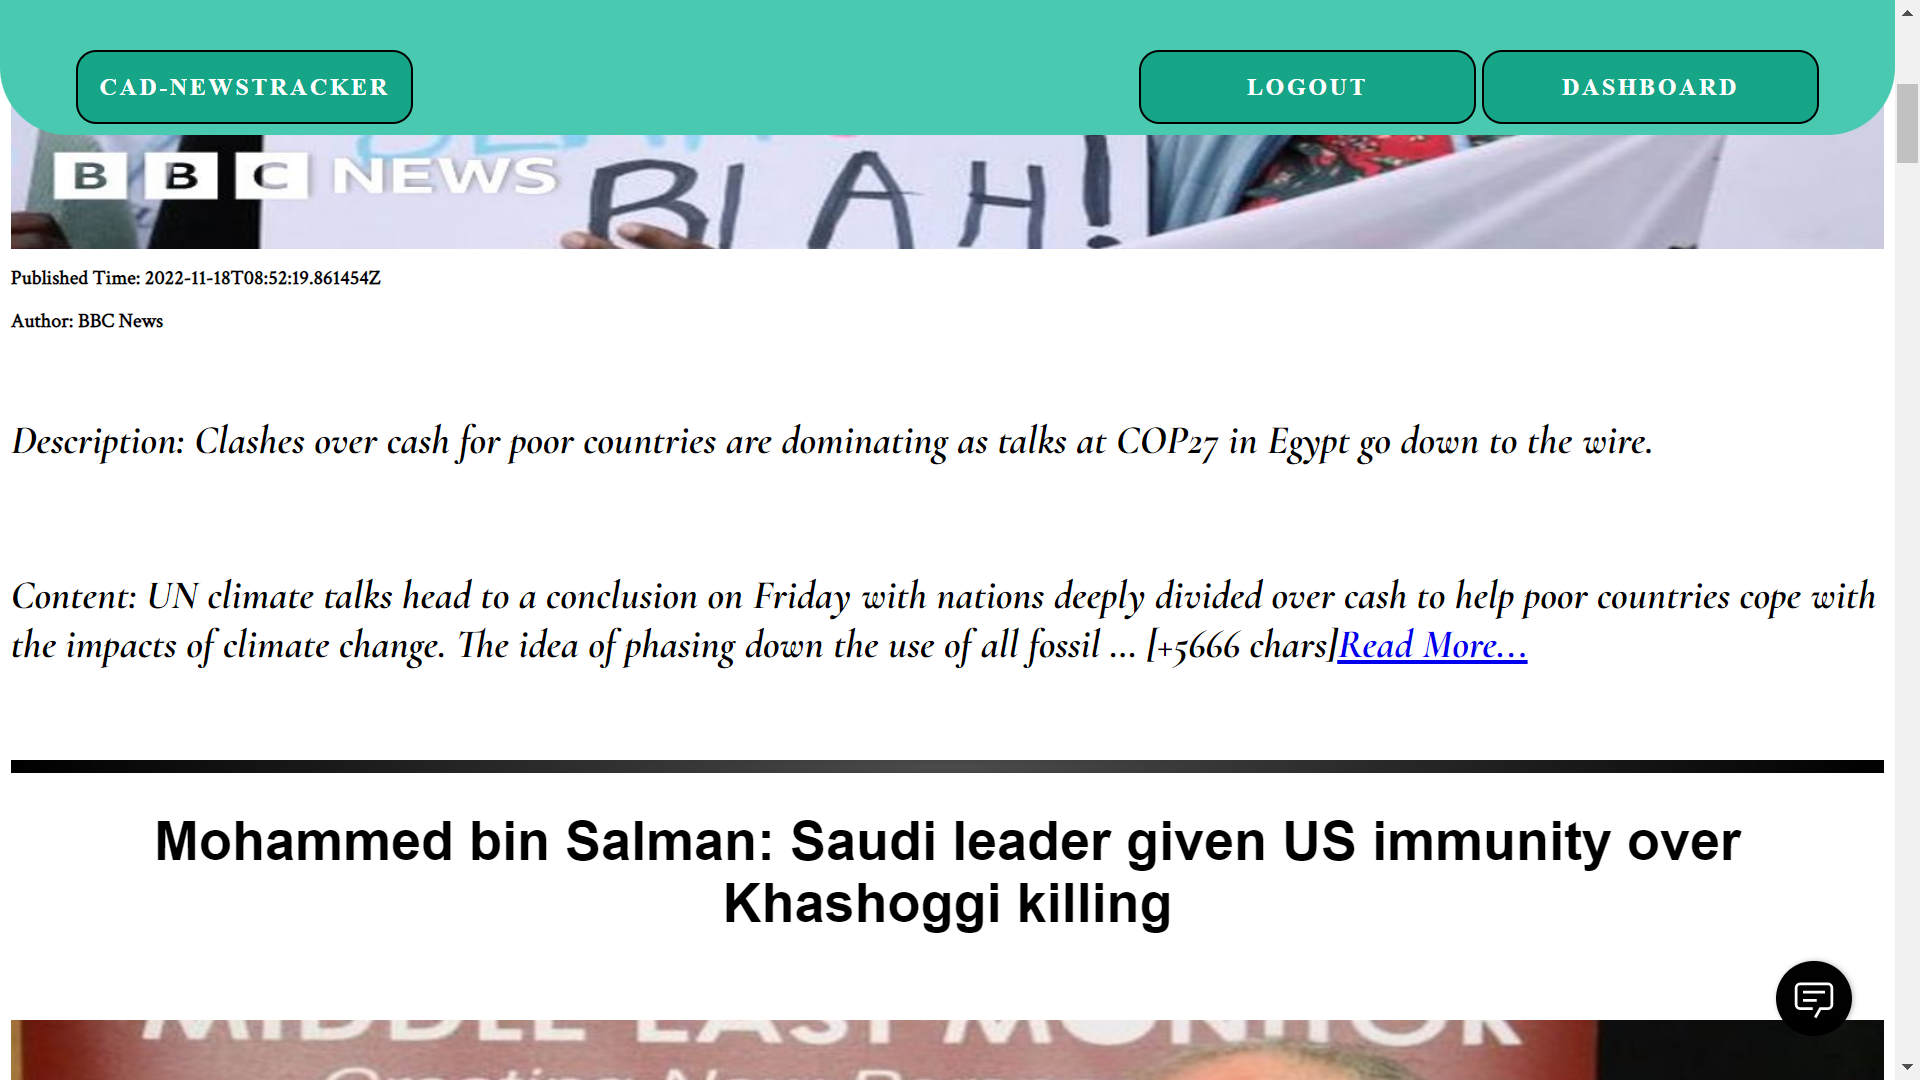 CAD-NEWSTRACKER
LOGOUT
DASHBOARD
BBC NEWS
BLAH!
Published Time: 2022-11-18T08:52:19.861454Z
Author: BBC News
Description: Clashes over cash for poor countries are dominating as talks at COP27 in Egypt go down to the wire.
Content: UN climate talks head to a conclusion on Friday with nations deeply divided over cash to help poor countries cope with
the impacts of climate change. The idea of phasing down the use of all fossil … [+5666 chars]Read More...
Mohammed bin Salman: Saudi leader given US immunity over
Khashoggi killing
MIDDLE EAST MONITOR